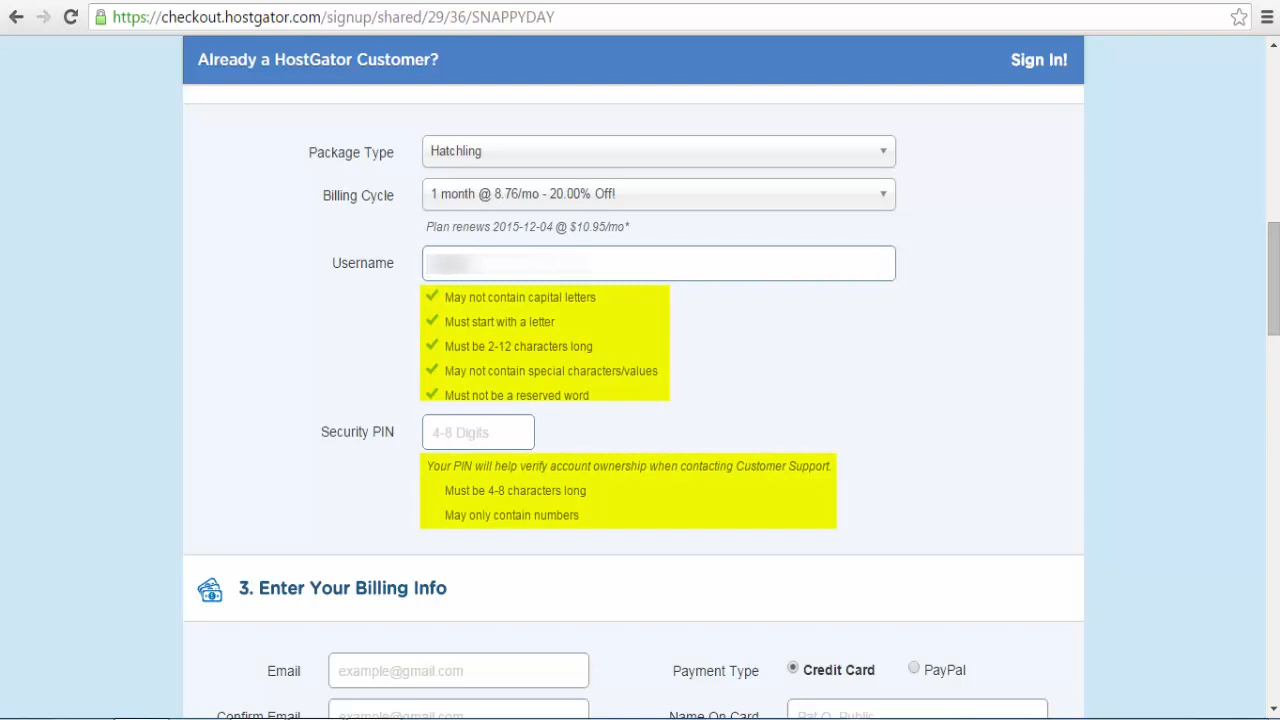 https://checkout.hostgator.com/signup/shared/29/36/SNAPPYDAY
Already a HostGator Customer? Sign In!
Package Type Hatchling
Billing Cycle 1 month @ 8.76/mo - 20.00% Off!
Plan renews 2015-12-04 @ $10.95/mo*
Username
May not contain capital letters
Must start with a letter
Must be 2-12 characters long
May not contain special characters/values
Must not be a reserved word
Security PIN 4-8 Digits
Your PIN will help verify account ownership when contacting Customer Support.
Must be 4-8 characters long
May only contain numbers
3. Enter Your Billing Info
Email example@gmail.com Payment Type Credit Card PayPal
Confirm Email example@gmail.com Name On Card Pat Q. Public